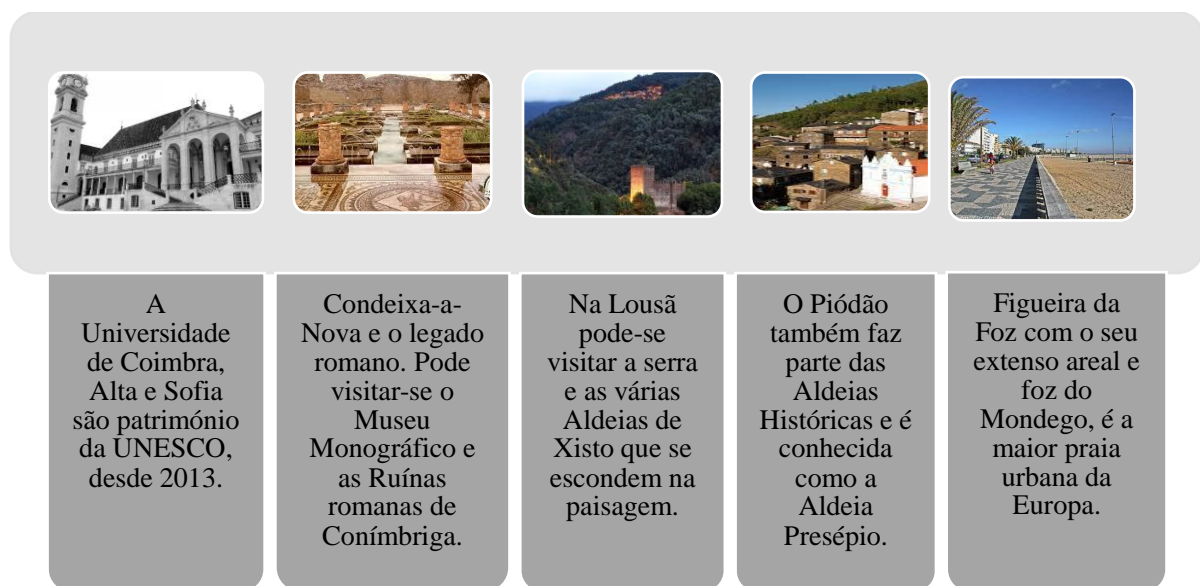 A
Universidade
de Coimbra,
Alta e Sofia
são património
da UNESCO,
desde 2013.
Condeixa-a-
Nova e o legado
romano. Pode
visitar-se o
Museu
Monográfico e
as Ruínas
romanas de
Conímbriga.
Na Lousã
pode-se
visitar a serra
e as várias
Aldeias de
Xisto que se
escondem na
paisagem.
O Piódão
também faz
parte das
Aldeias
Históricas e é
conhecida
como a
Aldeia
Presépio.
Figueira da
Foz com o seu
extenso areal e
foz do
Mondego, é a
maior praia
urbana da
Europa.